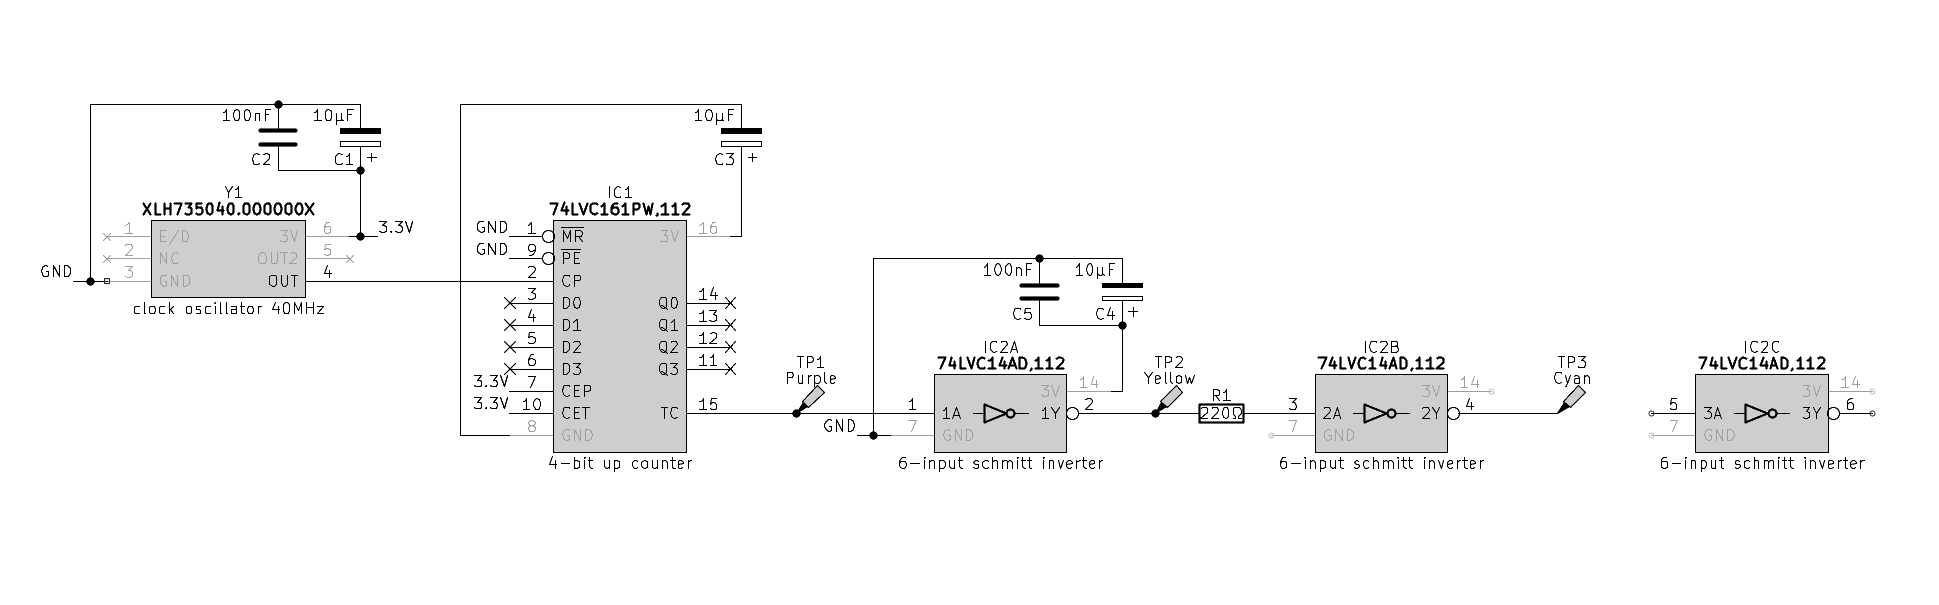 100nF
10µF
C2
C1
+
Y1
XLH735040.000000X
1 E/D
3V 6
3.3V
2 NC
OUT2 5
GND
3 GND
OUT 4
clock oscillator 40MHz
10µF
C3
+
IC1
74LVC161PW,112
GND 1 MR
3V 16
GND 9 PE
2 CP
3 D0
Q0 14
4 D1
Q1 13
5 D2
Q2 12
6 D3
Q3 11
3.3V 7 CEP
3.3V 10 CET
TC 15
8 GND
4-bit up counter
TP1
Purple
100nF
10µF
C5
C4
+
IC2A
74LVC14AD,112
3V 14
1 1A
1Y 2
GND
7 GND
6-input schmitt inverter
TP2
Yellow
R1
220Ω
IC2B
74LVC14AD,112
3V 14
3 2A
2Y 4
7 GND
6-input schmitt inverter
TP3
Cyan
IC2C
74LVC14AD,112
3V 14
5 3A
3Y 6
7 GND
6-input schmitt inverter